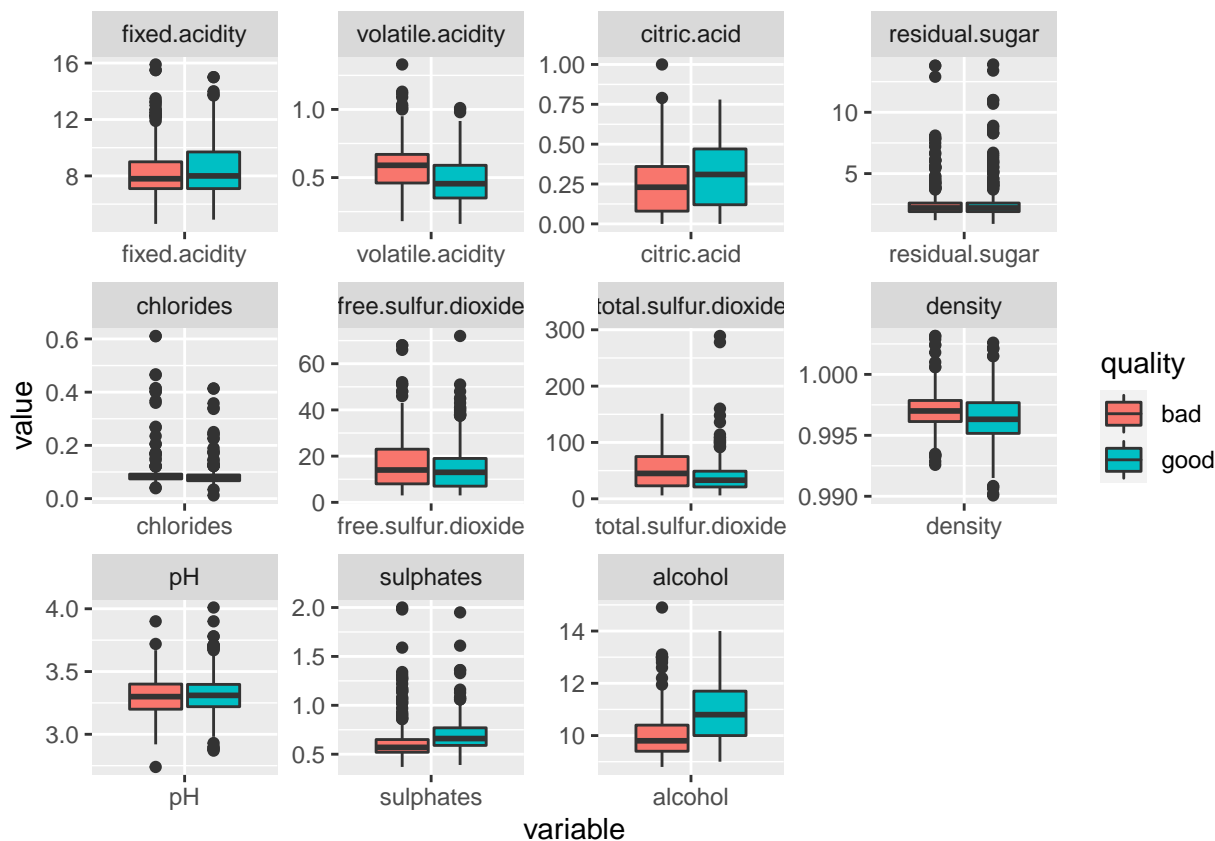 fixed.acidity
volatile.acidity
citric.acid
residual.sugar
16
12
8
fixed.acidity
1.0
0.5
volatile.acidity
1.00
0.75
0.50
0.25
0.00
citric.acid
10
5
residual.sugar
chlorides
free.sulfur.dioxide
total.sulfur.dioxide
density
0.6
0.4
0.2
0.0
chlorides
60
40
20
0
free.sulfur.dioxide
300
200
100
0
total.sulfur.dioxide
1.000
0.995
0.990
density
pH
sulphates
alcohol
4.0
3.5
3.0
pH
2.0
1.5
1.0
0.5
sulphates
14
12
10
alcohol
value
variable
quality
bad
good